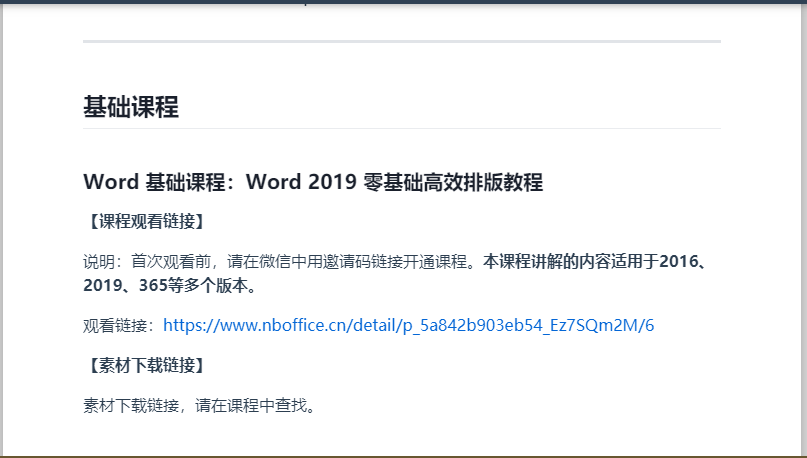 基础课程
Word 基础课程：Word 2019 零基础高效排版教程
【课程观看链接】
说明：首次观看前，请在微信中用邀请码链接开通课程。本课程讲解的内容适用于2016、
2019、365等多个版本。
观看链接：https://www.nboffice.cn/detail/p_5a842b903eb54_Ez7SQm2M/6
【素材下载链接】
素材下载链接，请在课程中查找。